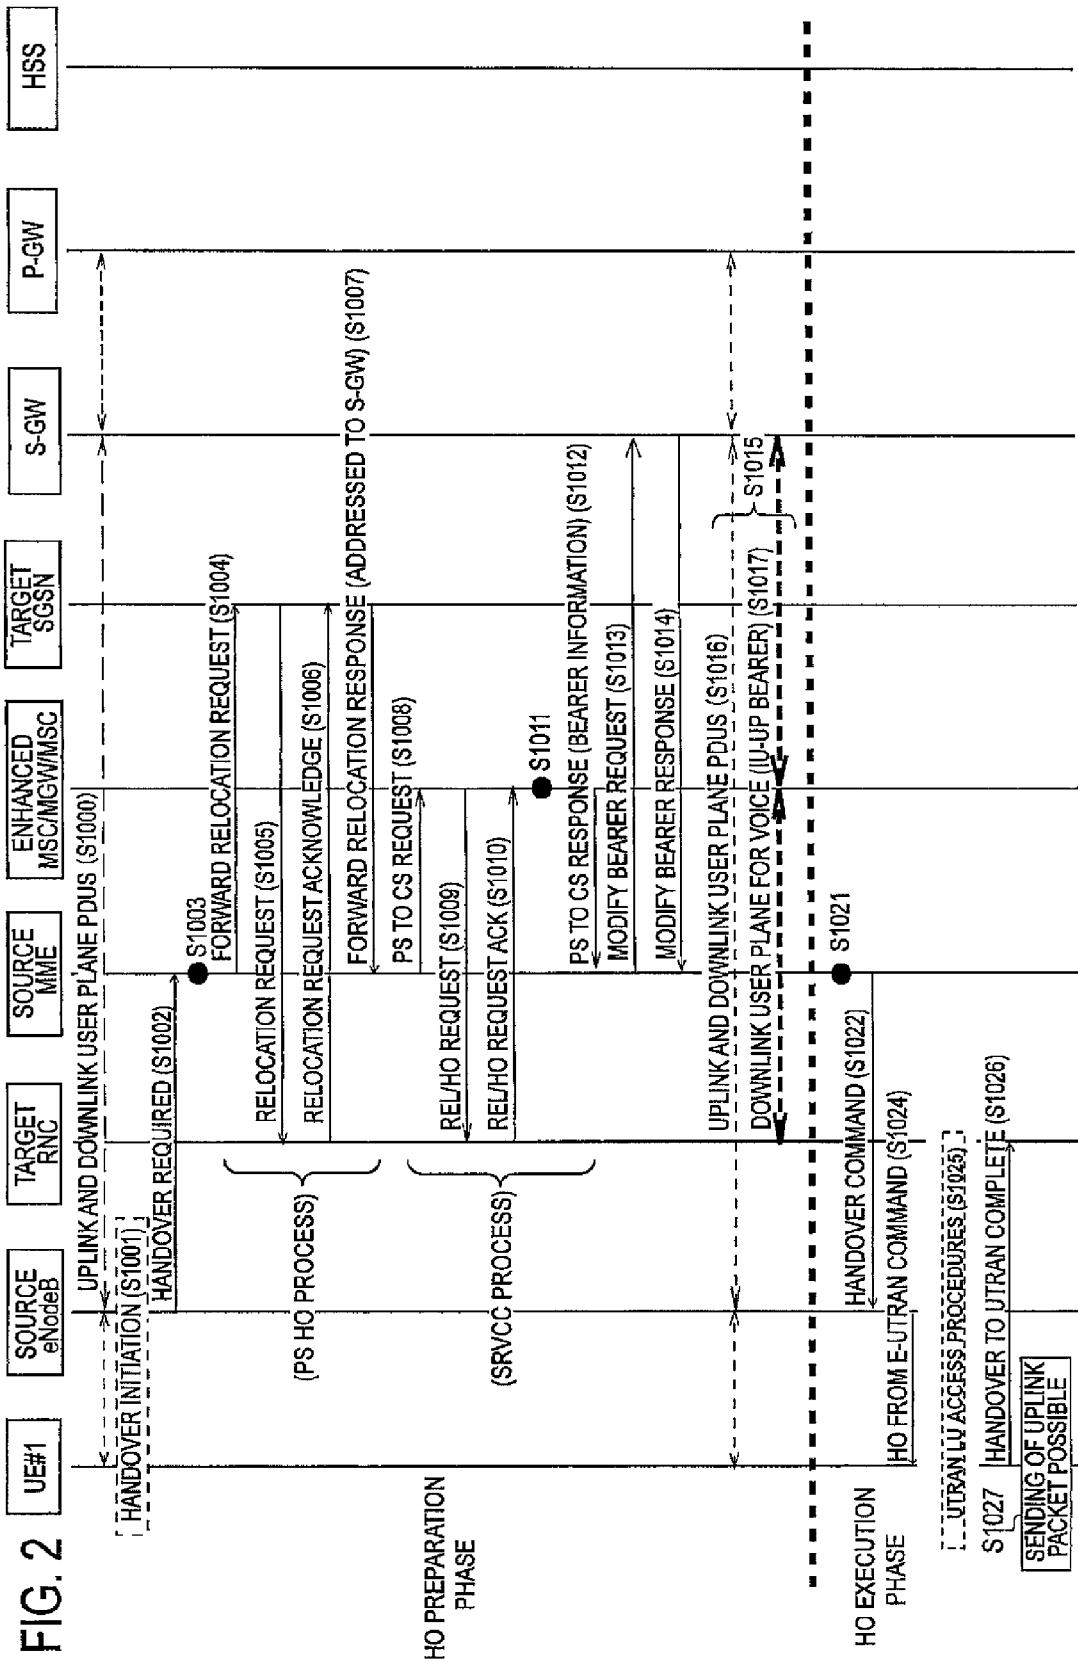 FIG. 2
UE#1
SOURCE
eNodeB
TARGET
RNC
SOURCE
MME
ENHANCED
MSC/MGW/MSC
TARGET
SGSN
S-GW
P-GW
HSS
UPLINK AND DOWNLINK USER PLANE PDUS (S1000)
HANDOVER INITIATION (S1001)
HANDOVER REQUIRED (S1002)
S1003
FORWARD RELOCATION REQUEST (S1004)
RELOCATION REQUEST (S1005)
RELOCATION REQUEST ACKNOWLEDGE (S1006)
(PS HO PROCESS)
FORWARD RELOCATION RESPONSE (ADDRESSED TO S-GW) (S1007)
PS TO CS REQUEST (S1008)
REL/HO REQUEST (S1009)
REL/HO REQUEST ACK (S1010)
(SRVCC PROCESS)
HO PREPARATION
PHASE
S1011
PS TO CS RESPONSE (BEARER INFORMATION) (S1012)
MODIFY BEARER REQUEST (S1013)
MODIFY BEARER RESPONSE (S1014)
S1015
UPLINK AND DOWNLINK USER PLANE PDUS (S1016)
DOWNLINK USER PLANE FOR VOICE (IU-UP BEARER) (S1017)
HO EXECUTION
PHASE
S1021
HANDOVER COMMAND (S1022)
HO FROM E-UTRAN COMMAND (S1024)
UTRAN LU ACCESS PROCEDURES (S1025)
HANDOVER TO UTRAN COMPLETE (S1026)
S1027
SENDING OF UPLINK
PACKET POSSIBLE